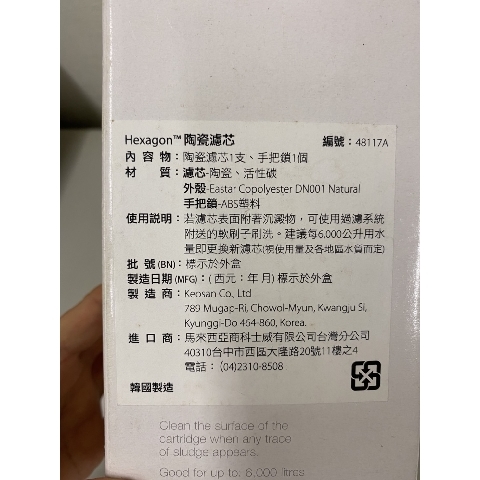 Hexagon™ 陶瓷濾芯 編號：48117A
內容物：陶瓷濾芯1支、手把鎖1個
材質：濾芯-陶瓷、活性碳
外殼-Eastar Copolyester DN001 Natural
手把鎖-ABS塑料
使用說明：若濾芯表面附著沉澱物，可使用過濾系統
附送的軟刷子刷洗。建議每6,000公升用水
量即更換新濾芯(視使用量及各地區水質而定)
批號(BN)：標示於外盒
製造日期(MFG)：(西元：年 月) 標示於外盒
製造商：Keosan Co., Ltd
789 Mugap-Ri, Chowol-Myun, Kwangju Si,
Kyunggi-Do 464-860, Korea.
進口商：馬來西亞商科士威有限公司台灣分公司
40310台中市西區大隆路20號11樓之4
電話：(04)2310-8508
韓國製造
Clean the surface of the
cartridge when any trace
of sludge appears.
Good for up to 6,000 litres